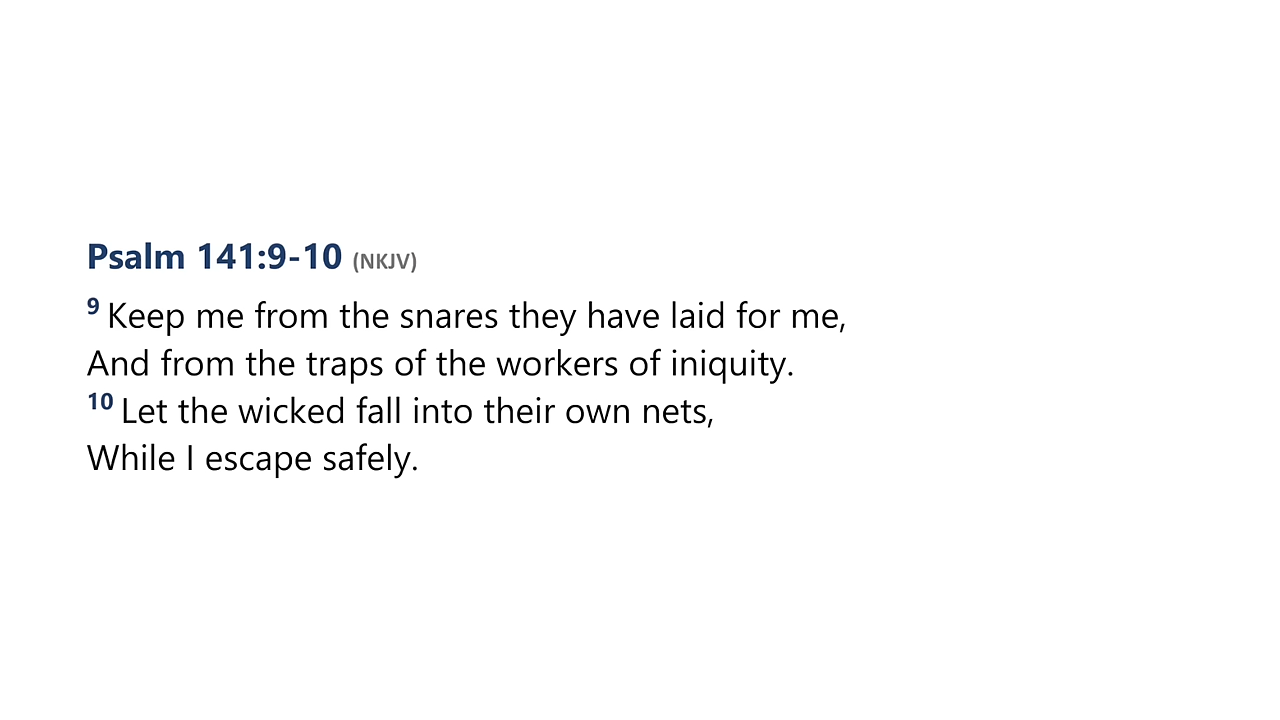 Psalm 141:9-10 (NKJV)
9 Keep me from the snares they have laid for me,
And from the traps of the workers of iniquity.
10 Let the wicked fall into their own nets,
While I escape safely.